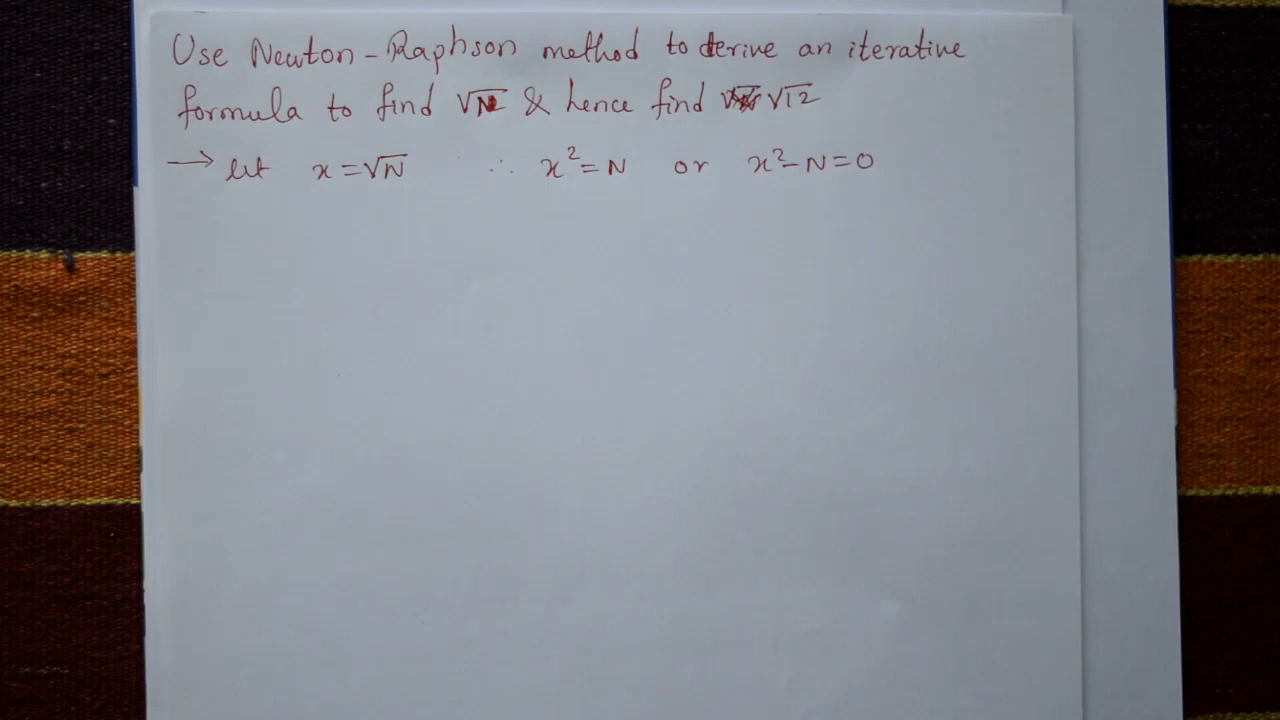 Use Newton-Raphson method to derive an iterative
formula to find √N & hence find √12
→ let x = √N ∴ x² = N or x² - N = 0